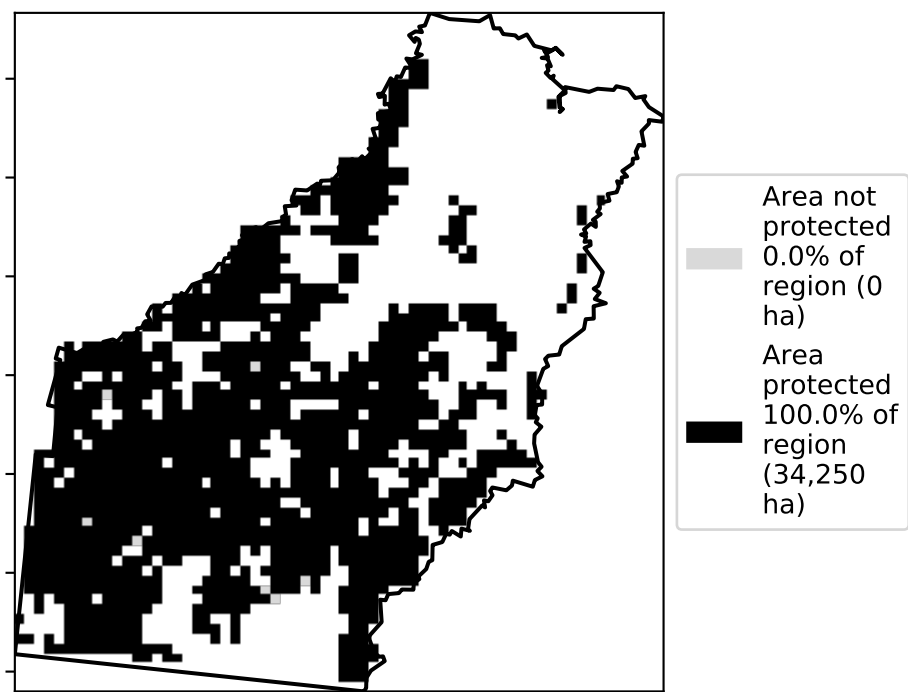 Area not
protected
0.0% of
region (0
ha)
Area
protected
100.0% of
region
(34,250
ha)